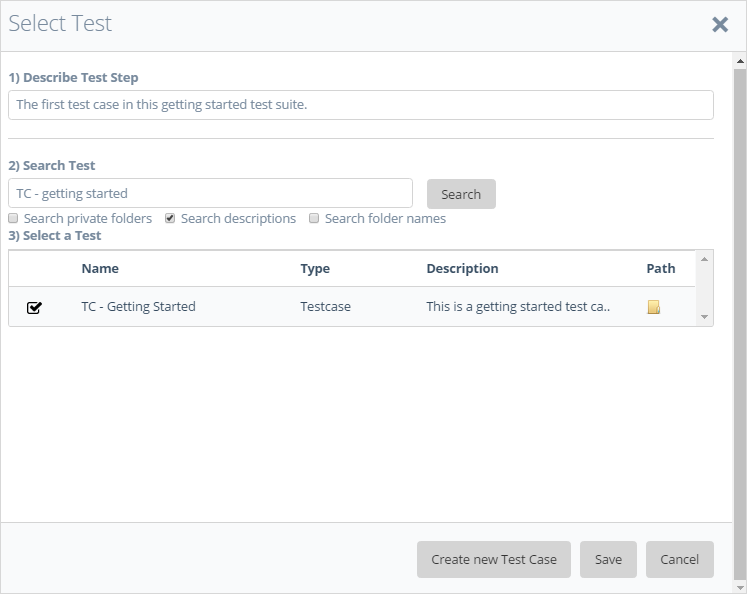 Select Test
1) Describe Test Step
The first test case in this getting started test suite.
2) Search Test
TC - getting started
Search
Search private folders Search descriptions Search folder names
3) Select a Test
Name Type Description Path
TC - Getting Started Testcase This is a getting started test ca..
Create new Test Case Save Cancel